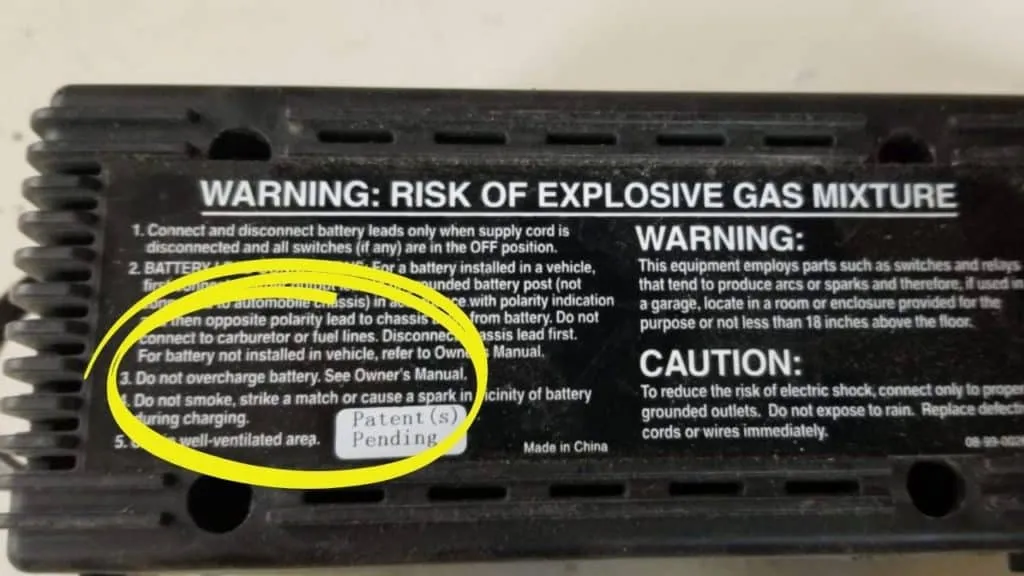 WARNING: RISK OF EXPLOSIVE GAS MIXTURE
1. Connect and disconnect battery leads only when supply cord is
disconnected and all switches (if any) are in the OFF position.
2. BATTERY For a battery installed in a vehicle,
battery post (not
automobile chassis) in with polarity indication
then opposite polarity lead to chassis from battery. Do not
connect to carburetor or fuel lines. Disconnect lead first.
For battery not installed in vehicle, refer to Owner's Manual.
3. Do not overcharge battery. See Owner's Manual.
4. Do not smoke, strike a match or cause a spark in vicinity of battery
during charging.
5. well-ventilated area.
Patent(s)
Pending
Made in China
WARNING:
This equipment employs parts such as switches and relays
that tend to produce arcs or sparks and therefore, if used in
a garage, locate in a room or enclosure provided for the
purpose or not less than 18 inches above the floor.
CAUTION:
To reduce the risk of electric shock, connect only to proper
grounded outlets. Do not expose to rain. Replace
cords or wires immediately.